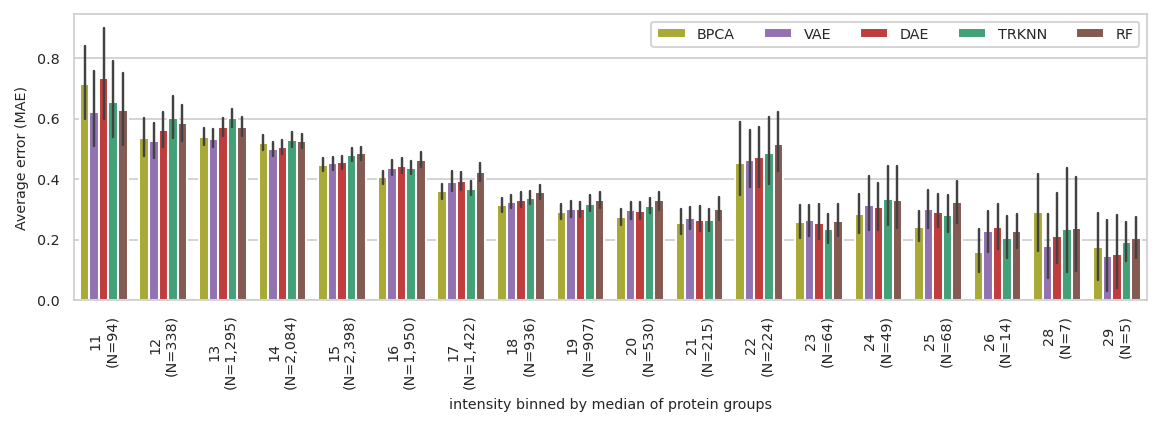 BPCA VAE DAE TRKNN RF
Average error (MAE)
0.8
0.6
0.4
0.2
0.0
11
(N=94)
12
(N=338)
13
(N=1,295)
14
(N=2,084)
15
(N=2,398)
16
(N=1,950)
17
(N=1,422)
18
(N=936)
19
(N=907)
20
(N=530)
21
(N=215)
22
(N=224)
23
(N=64)
24
(N=49)
25
(N=68)
26
(N=14)
28
(N=7)
29
(N=5)
intensity binned by median of protein groups